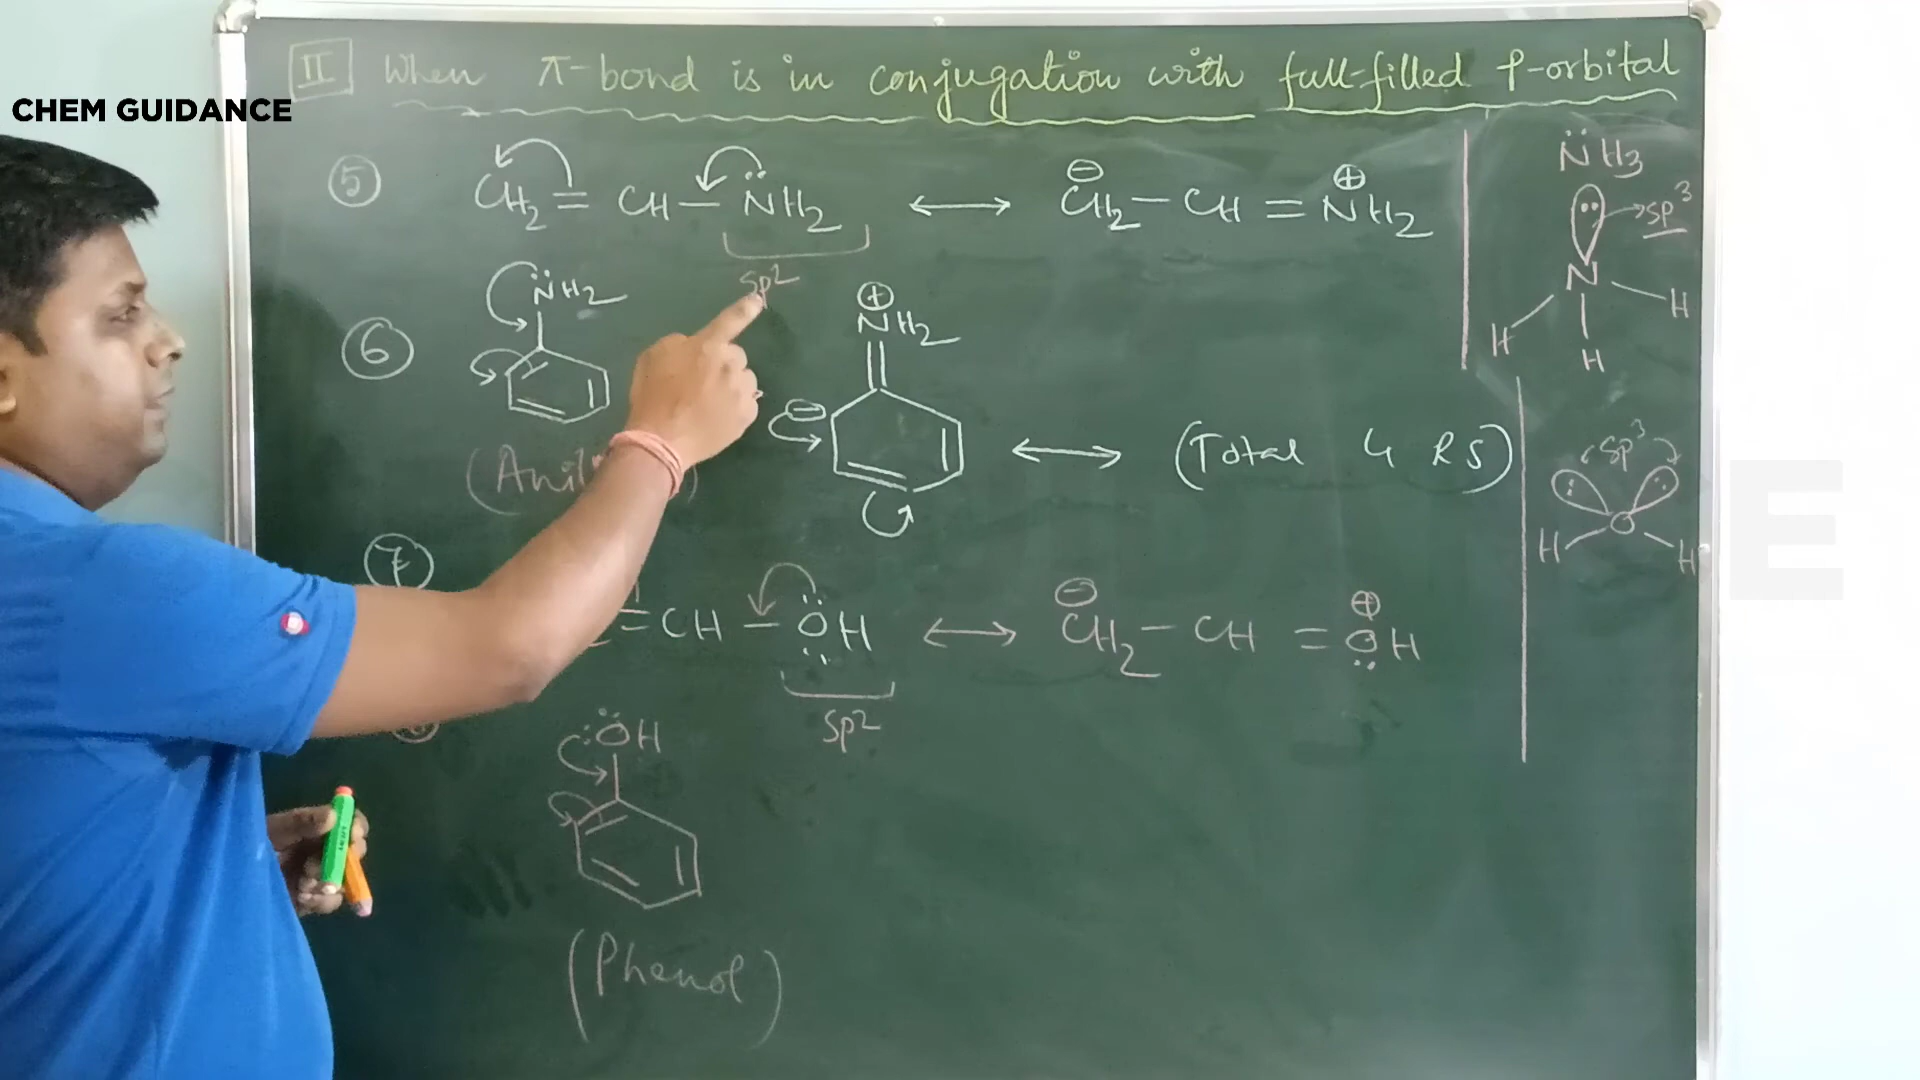 II When π-bond is in conjugation with full-filled p-orbital
CHEM GUIDANCE
5 CH2 = CH - NH2 ↔ CH2 - CH = NH2
sp2
NH3
sp3
N
H H
H
6
NH2
NH2
(Total 4 RS)
sp3
O
H H
7
= CH - OH ↔ CH2 - CH = OH
sp2
OH
(Phenol)
E